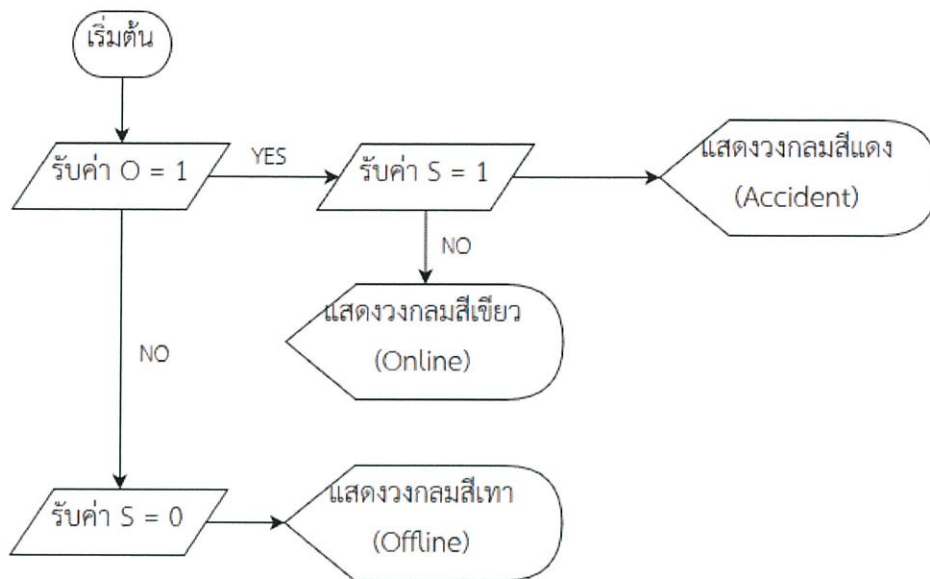 เริ่มต้น
รับค่า O = 1
YES
รับค่า S = 1
แสดงวงกลมสีแดง
(Accident)
NO
แสดงวงกลมสีเขียว
(Online)
NO
รับค่า S = 0
แสดงวงกลมสีเทา
(Offline)